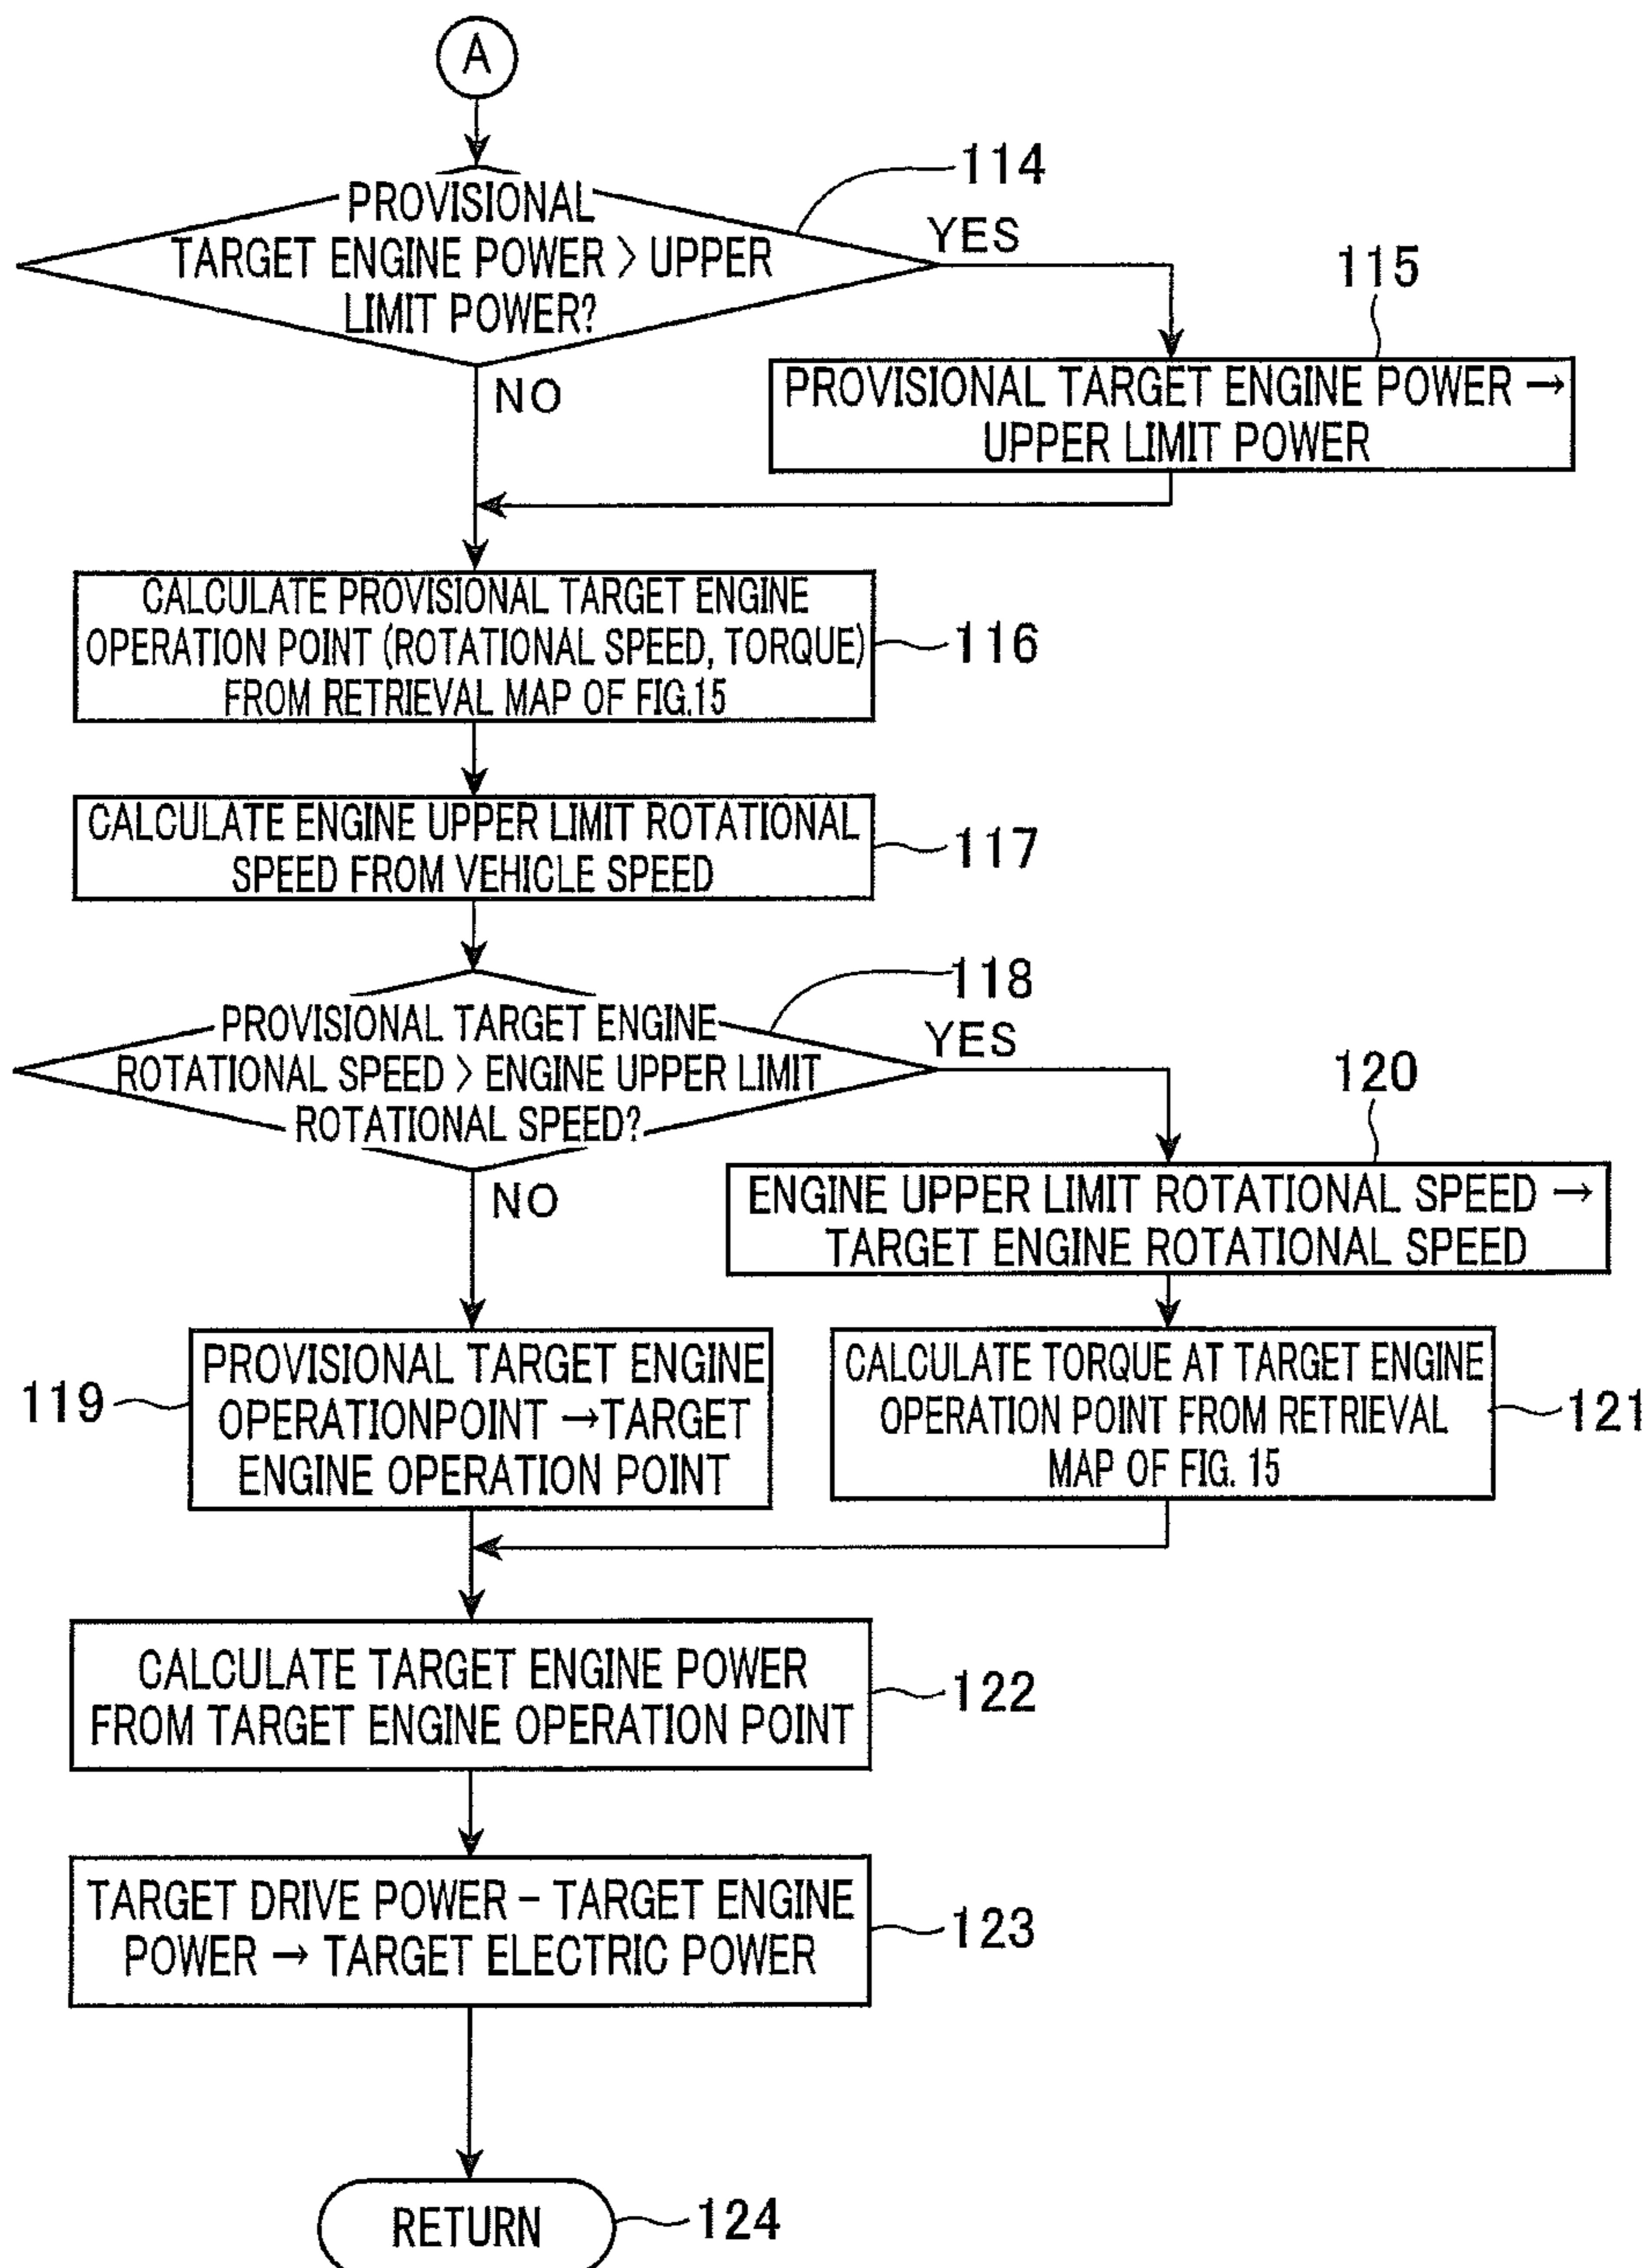 A
114
PROVISIONAL
TARGET ENGINE POWER > UPPER
LIMIT POWER?
YES
NO
115
PROVISIONAL TARGET ENGINE POWER →
UPPER LIMIT POWER
CALCULATE PROVISIONAL TARGET ENGINE
OPERATION POINT (ROTATIONAL SPEED, TORQUE)
FROM RETRIEVAL MAP OF FIG.15
116
CALCULATE ENGINE UPPER LIMIT ROTATIONAL
SPEED FROM VEHICLE SPEED
117
118
PROVISIONAL TARGET ENGINE
ROTATIONAL SPEED > ENGINE UPPER LIMIT
ROTATIONAL SPEED?
YES
NO
120
ENGINE UPPER LIMIT ROTATIONAL SPEED →
TARGET ENGINE ROTATIONAL SPEED
119
PROVISIONAL TARGET ENGINE
OPERATIONPOINT →TARGET
ENGINE OPERATION POINT
CALCULATE TORQUE AT TARGET ENGINE
OPERATION POINT FROM RETRIEVAL
MAP OF FIG. 15
121
CALCULATE TARGET ENGINE POWER
FROM TARGET ENGINE OPERATION POINT
122
TARGET DRIVE POWER – TARGET ENGINE
POWER → TARGET ELECTRIC POWER
123
RETURN
124